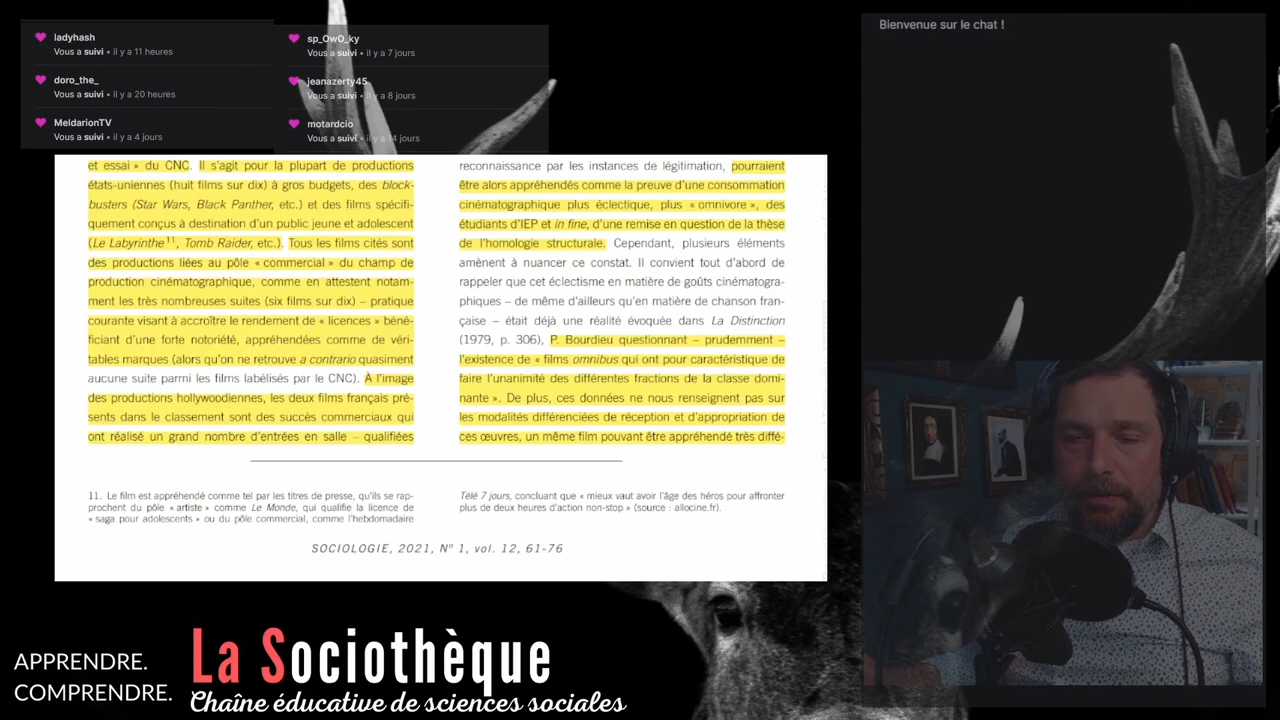 ladyhash
Vous a suivi • il y a 11 heures
doro_the_
Vous a suivi • il y a 20 heures
MeldarionTV
Vous a suivi • il y a 4 jours
sp_OwO_ky
Vous a suivi • il y a 7 jours
jeanazerty45
Vous a suivi • il y a 8 jours
motardcio
Vous a suivi • il y a 14 jours
Bienvenue sur le chat !
et essai » du CNC. Il s'agit pour la plupart de productions
états-uniennes (huit films sur dix) à gros budgets, des block-
busters (Star Wars, Black Panther, etc.) et des films spécifi-
quement conçus à destination d'un public jeune et adolescent
(Le Labyrinthe¹¹, Tomb Raider, etc.). Tous les films cités sont
des productions liées au pôle « commercial » du champ de
production cinématographique, comme en attestent notam-
ment les très nombreuses suites (six films sur dix) – pratique
courante visant à accroître le rendement de « licences » béné-
ficiant d'une forte notoriété, appréhendées comme de véri-
tables marques (alors qu'on ne retrouve a contrario quasiment
aucune suite parmi les films labélisés par le CNC). À l'image
des productions hollywoodiennes, les deux films français pré-
sents dans le classement sont des succès commerciaux qui
ont réalisé un grand nombre d'entrées en salle – qualifiées
reconnaissance par les instances de légitimation, pourraient
être alors appréhendés comme la preuve d'une consommation
cinématographique plus éclectique, plus « omnivore », des
étudiants d'IEP et in fine, d'une remise en question de la thèse
de l'homologie structurale. Cependant, plusieurs éléments
amènent à nuancer ce constat. Il convient tout d'abord de
rappeler que cet éclectisme en matière de goûts cinématogra-
phiques – de même d'ailleurs qu'en matière de chanson fran-
çaise – était déjà une réalité évoquée dans La Distinction
(1979, p. 306), P. Bourdieu questionnant – prudemment –
l'existence de « films omnibus qui ont pour caractéristique de
faire l'unanimité des différentes fractions de la classe domi-
nante ». De plus, ces données ne nous renseignent pas sur
les modalités différenciées de réception et d'appropriation de
ces œuvres, un même film pouvant être appréhendé très diffé-
11. Le film est appréhendé comme tel par les titres de presse, qu'ils se rap-
prochent du pôle « artiste » comme Le Monde, qui qualifie la licence de
« saga pour adolescents » ou du pôle commercial, comme l'hebdomadaire
Télé 7 jours, concluant que « mieux vaut avoir l'âge des héros pour affronter
plus de deux heures d'action non-stop » (source : allocine.fr).
SOCIOLOGIE, 2021, N° 1, vol. 12, 61-76
APPRENDRE.
COMPRENDRE.
La Sociothèque
Chaîne éducative de sciences sociales